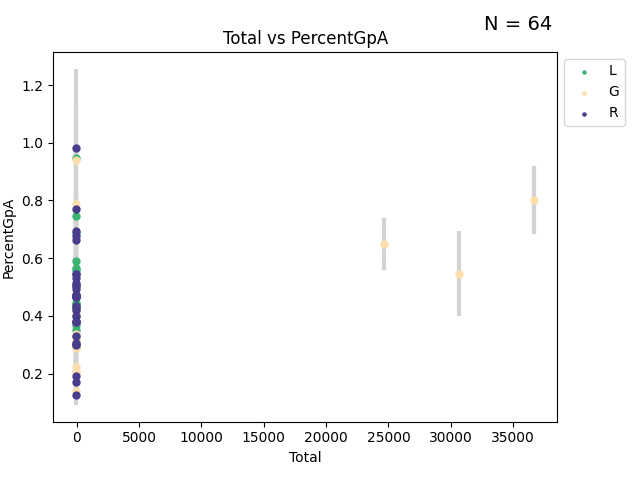 N = 64
Total vs PercentGpA
L
G
R
PercentGpA
1.2
1.0
0.8
0.6
0.4
0.2
0 5000 10000 15000 20000 25000 30000 35000
Total